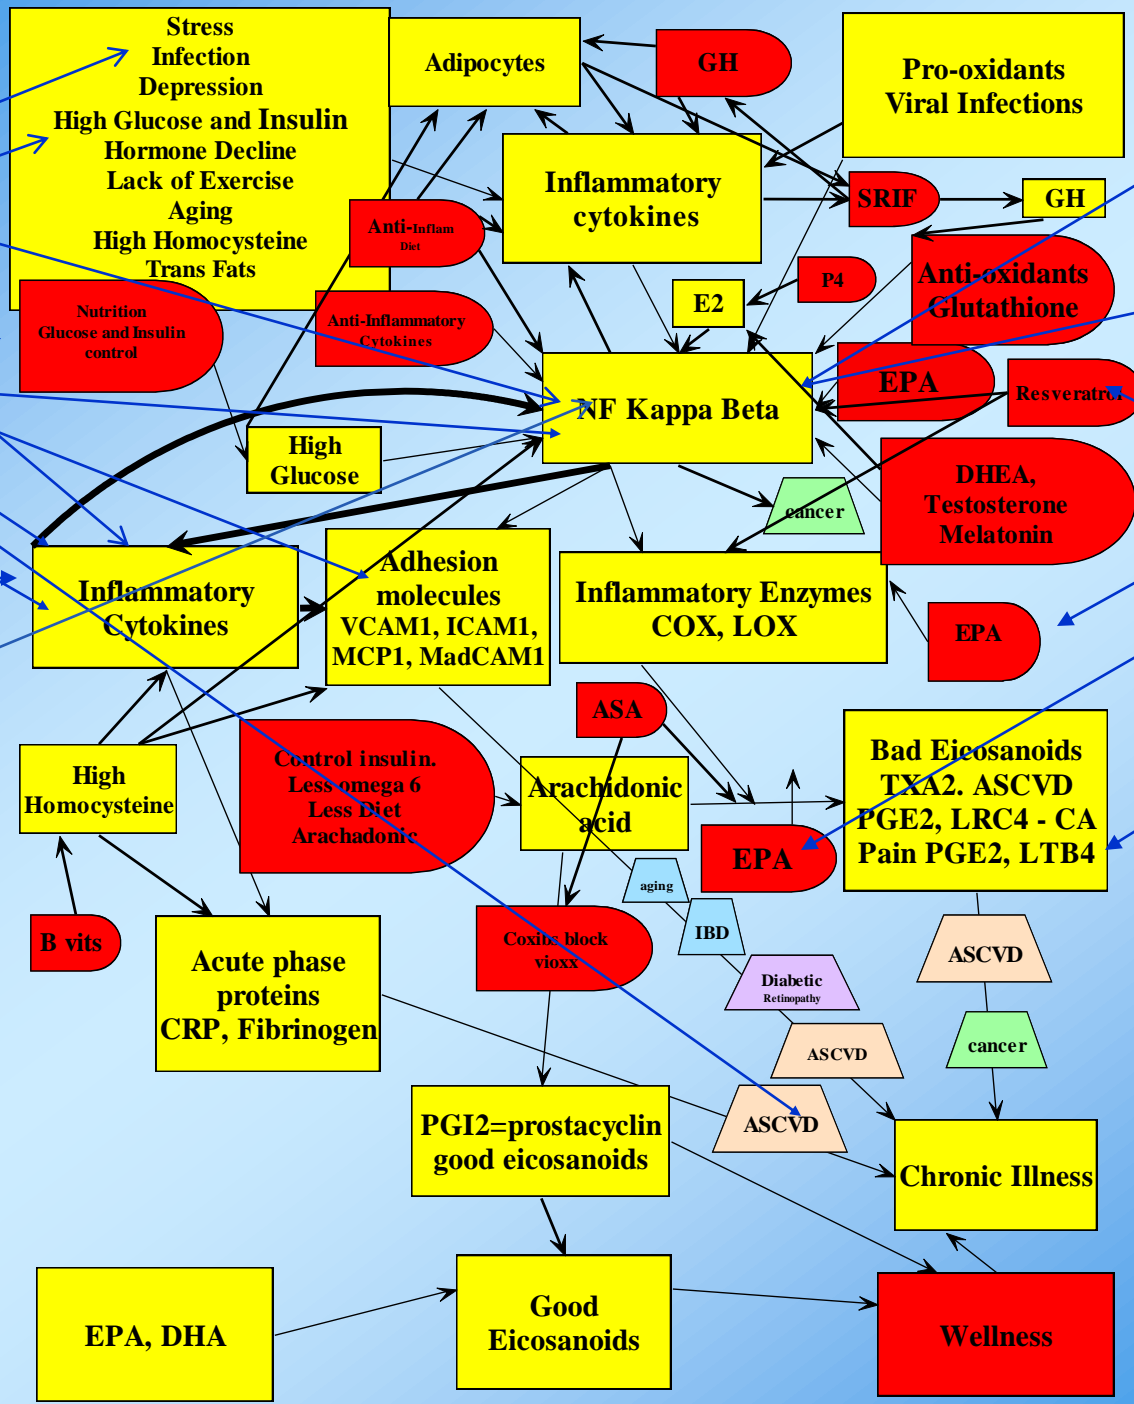 Stress
Infection
Depression
High Glucose and Insulin
Hormone Decline
Lack of Exercise
Aging
High Homocysteine
Trans Fats
Adipocytes
GH
Pro-oxidants
Viral Infections
Inflammatory
cytokines
SRIF
GH
Anti-Inflam
Diet
Anti-oxidants
Glutathione
P4
E2
Nutrition
Glucose and Insulin
control
Anti-Inflammatory
Cytokines
EPA
Resveratrol
NF Kappa Beta
High
Glucose
DHEA,
Testosterone
Melatonin
cancer
Inflammatory
Cytokines
Adhesion
molecules
VCAM1, ICAM1,
MCP1, MadCAM1
Inflammatory Enzymes
COX, LOX
EPA
ASA
High
Homocysteine
Control insulin.
Less omega 6
Less Diet
Arachadonic
Arachidonic
acid
Bad Eicosanoids
TXA2. ASCVD
PGE2, LRC4 - CA
Pain PGE2, LTB4
EPA
aging
IBD
B vits
Coxibs block
vioxx
ASCVD
Acute phase
proteins
CRP, Fibrinogen
Diabetic
Retinopathy
cancer
ASCVD
ASCVD
PGI2=prostacyclin
good eicosanoids
Chronic Illness
EPA, DHA
Good
Eicosanoids
Wellness